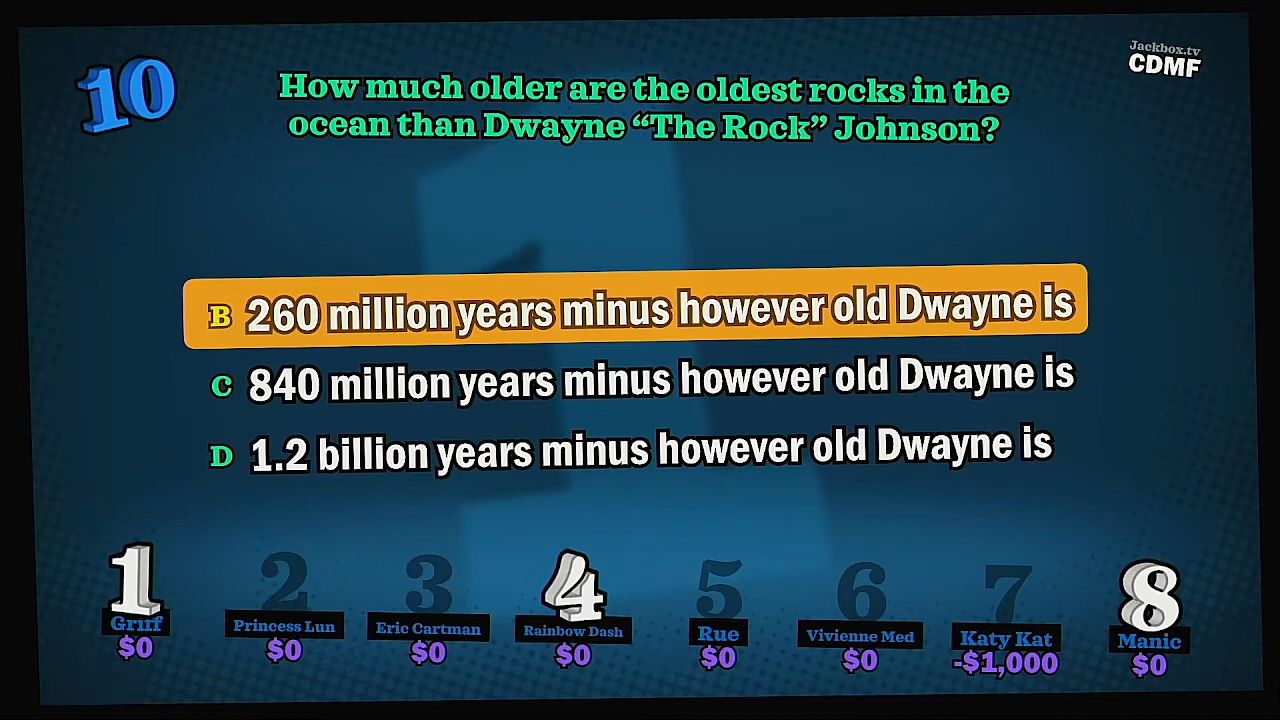 10
How much older are the oldest rocks in the
ocean than Dwayne “The Rock” Johnson?
Jackbox.tv
CDMF
B 260 million years minus however old Dwayne is
C 840 million years minus however old Dwayne is
D 1.2 billion years minus however old Dwayne is
1 2 3 4 5 6 7 8
Princess Lun Eric Cartman Rainbow Dash Rue Vivienne Med Katy Kat Manic
$0 $0 $0 $0 $0 $0 -$1,000 $0